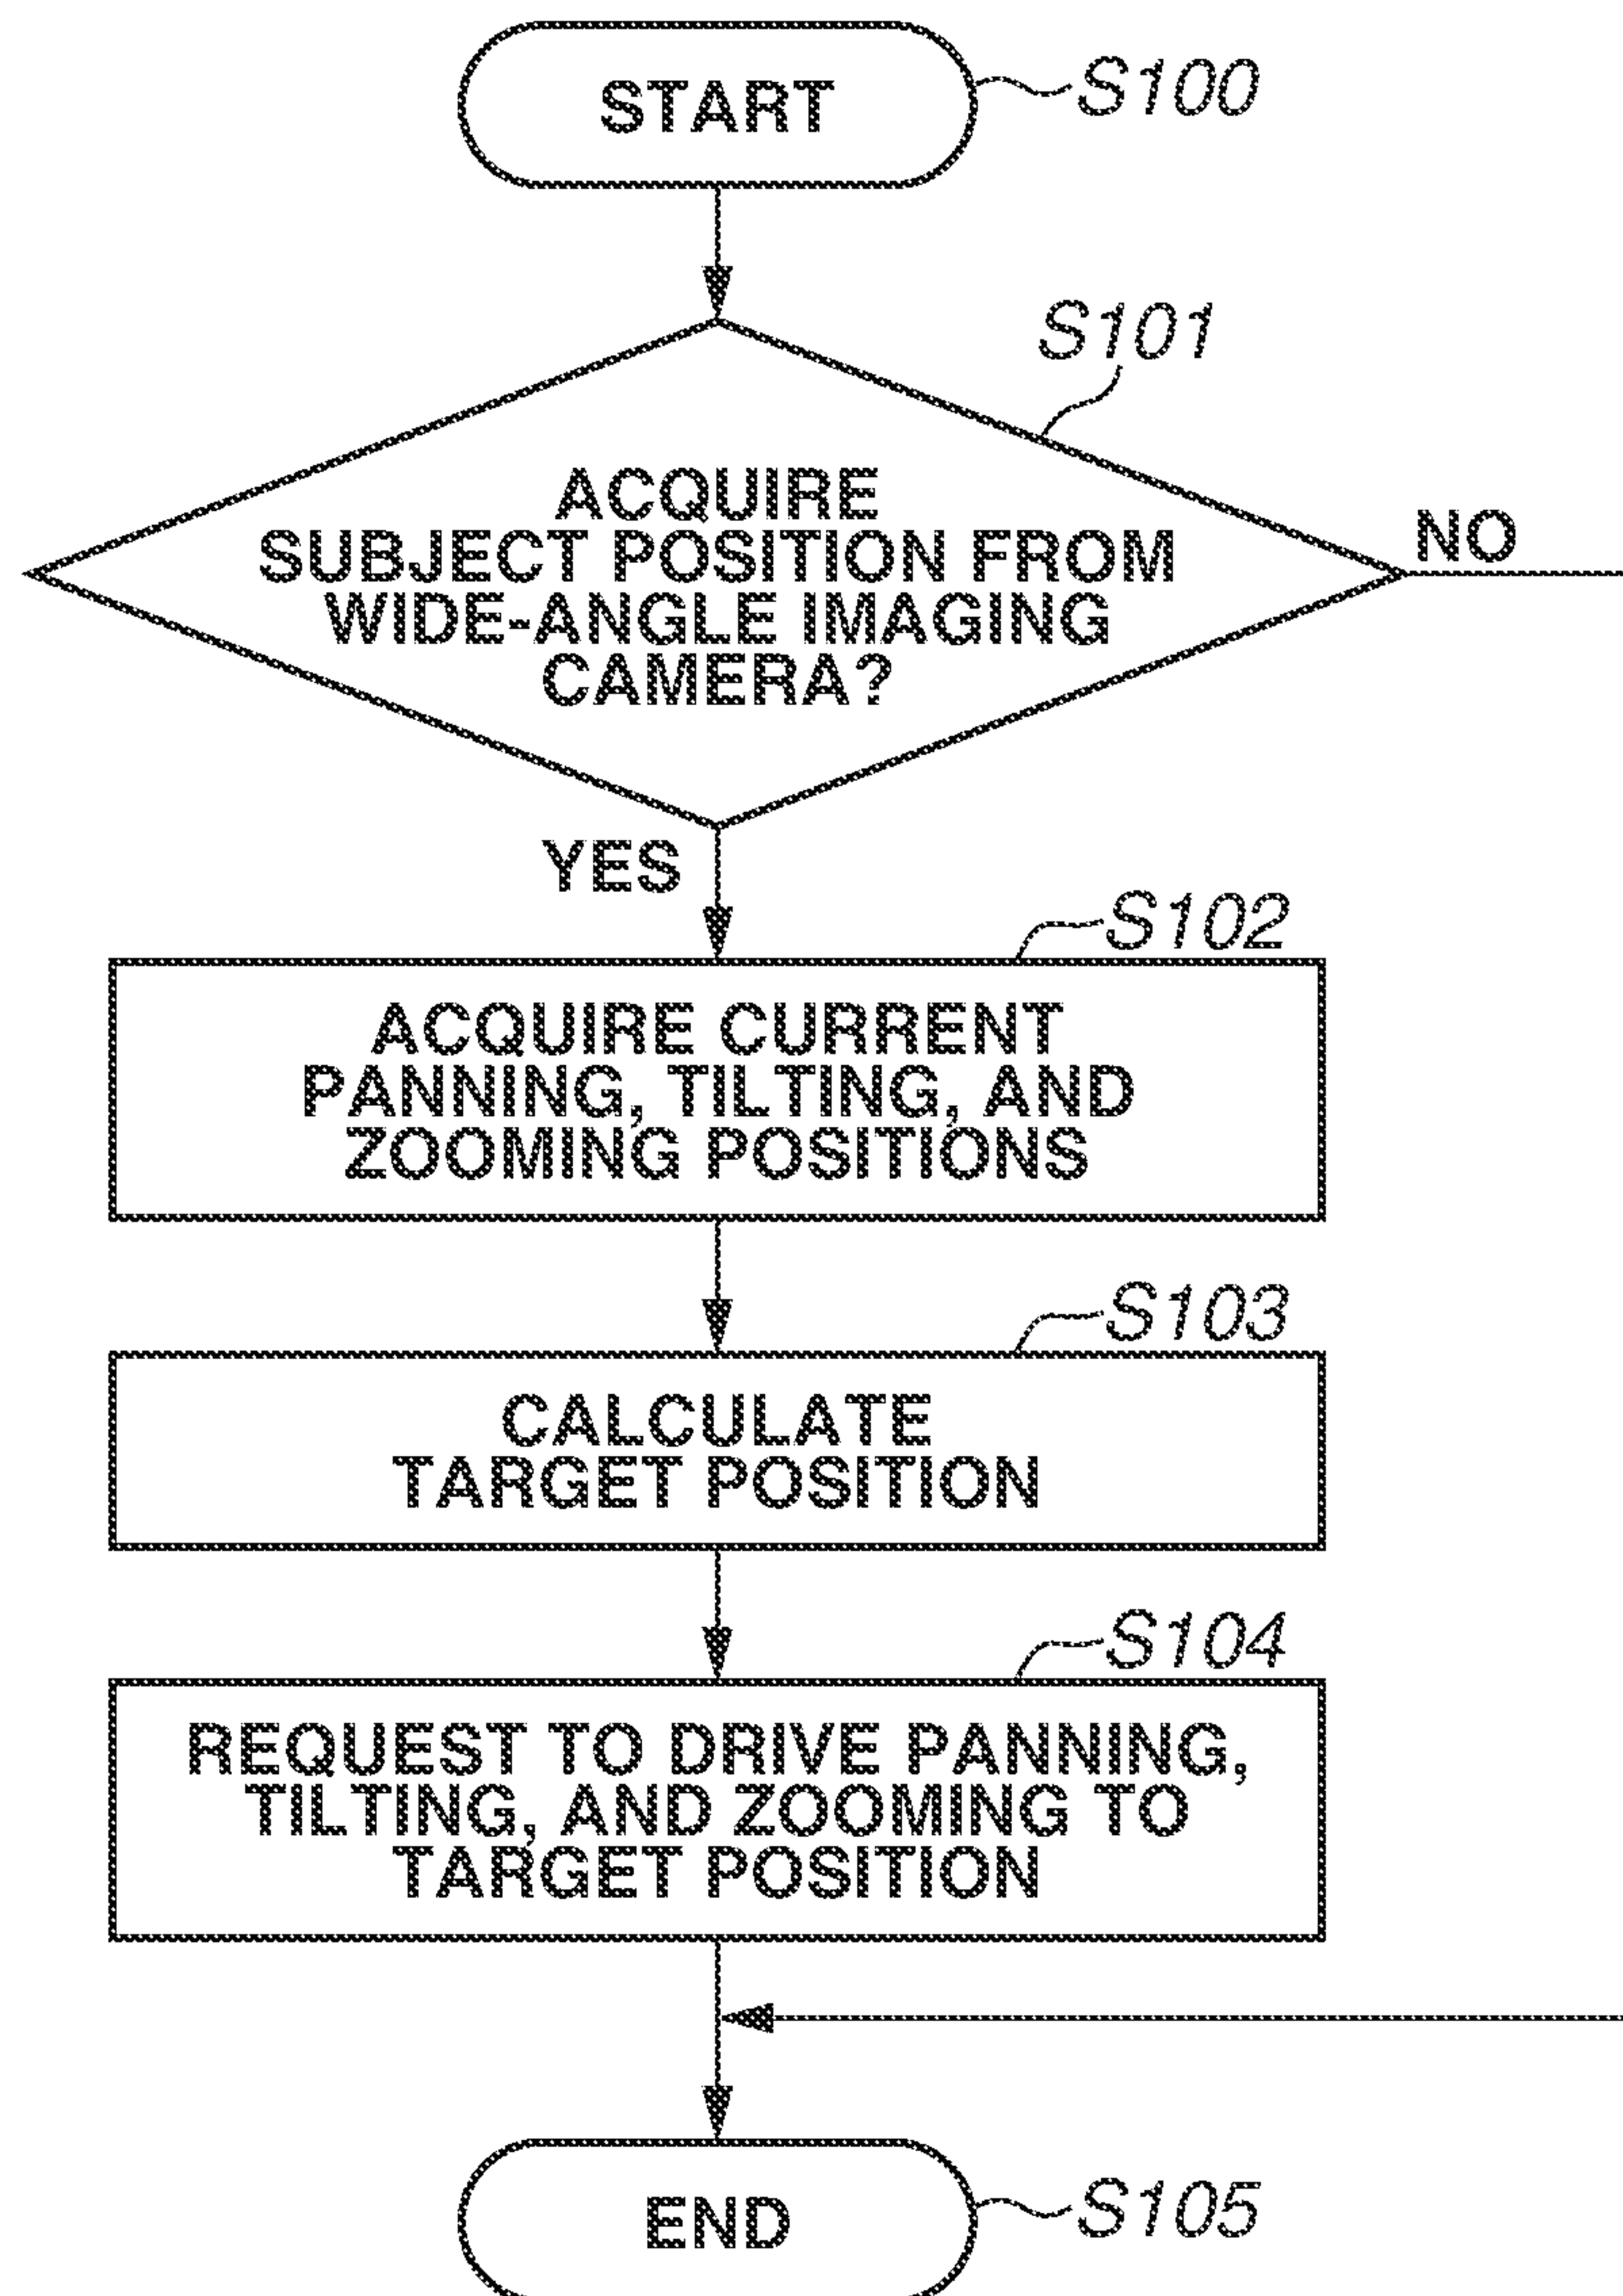 START
S100
S101
ACQUIRE
SUBJECT POSITION FROM
WIDE-ANGLE IMAGING
CAMERA?
NO
YES
S102
ACQUIRE CURRENT
PANNING, TILTING, AND
ZOOMING POSITIONS
S103
CALCULATE
TARGET POSITION
S104
REQUEST TO DRIVE PANNING,
TILTING, AND ZOOMING TO
TARGET POSITION
END
S105